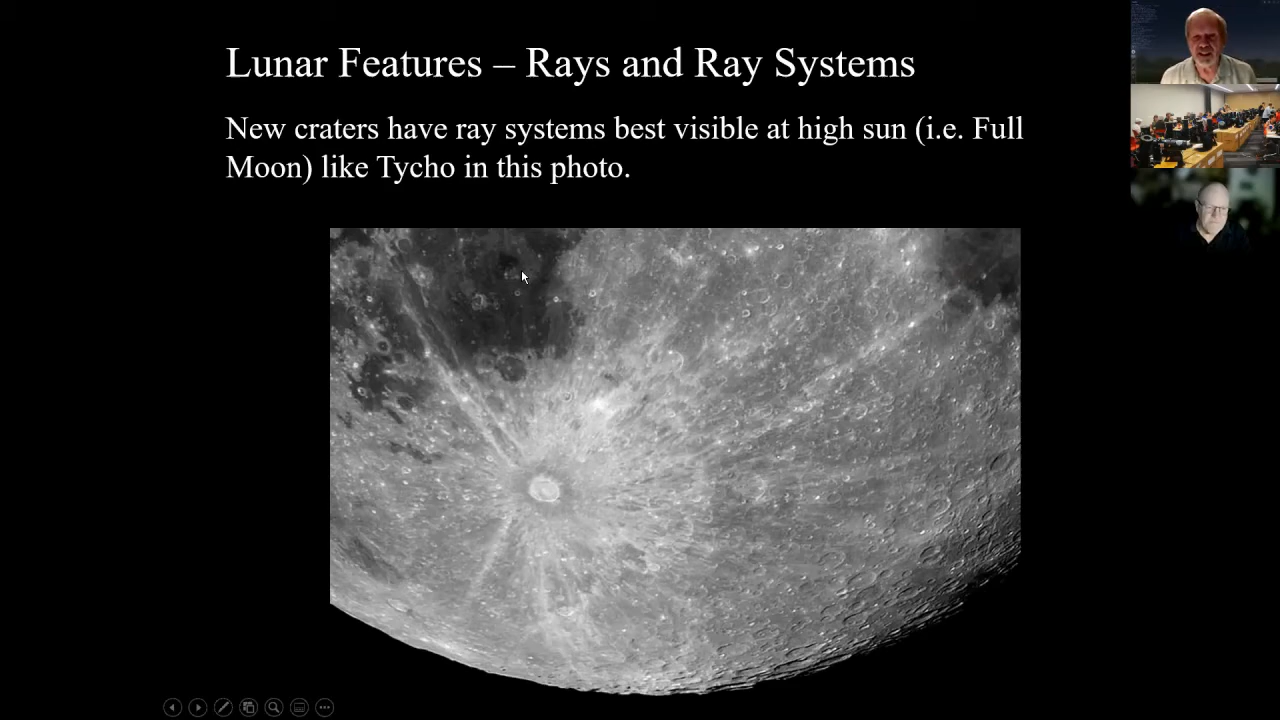 Lunar Features – Rays and Ray Systems
New craters have ray systems best visible at high sun (i.e. Full
Moon) like Tycho in this photo.